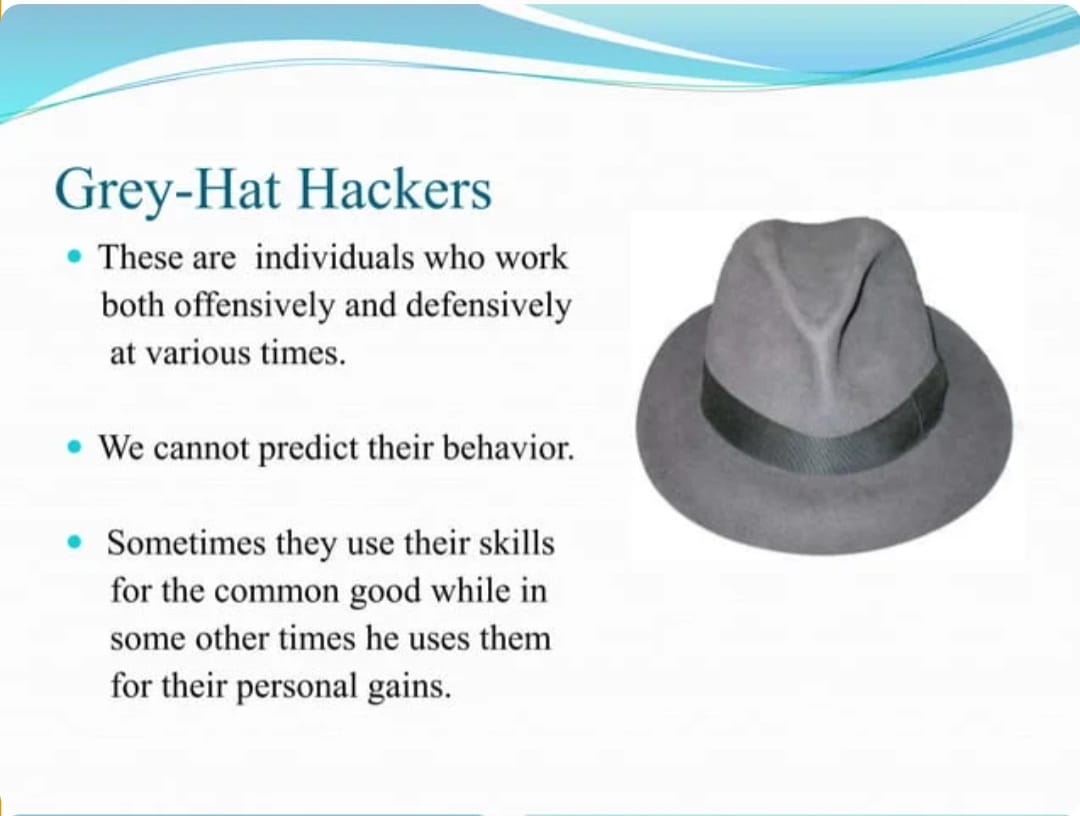 Grey-Hat Hackers
These are individuals who work
both offensively and defensively
at various times.
We cannot predict their behavior.
Sometimes they use their skills
for the common good while in
some other times he uses them
for their personal gains.